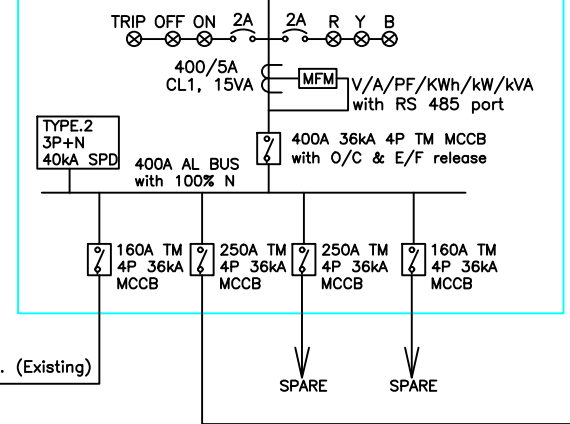 TRIP OFF ON 2A 2A R Y B
400/5A
CL1, 15VA
MFM
V/A/PF/KWh/kW/kVA
with RS 485 port
TYPE.2
3P+N
40kA SPD
400A 36kA 4P TM MCCB
with O/C & E/F release
400A AL BUS
with 100% N
160A TM
4P 36kA
MCCB
250A TM
4P 36kA
MCCB
250A TM
4P 36kA
MCCB
160A TM
4P 36kA
MCCB
. (Existing)
SPARE
SPARE